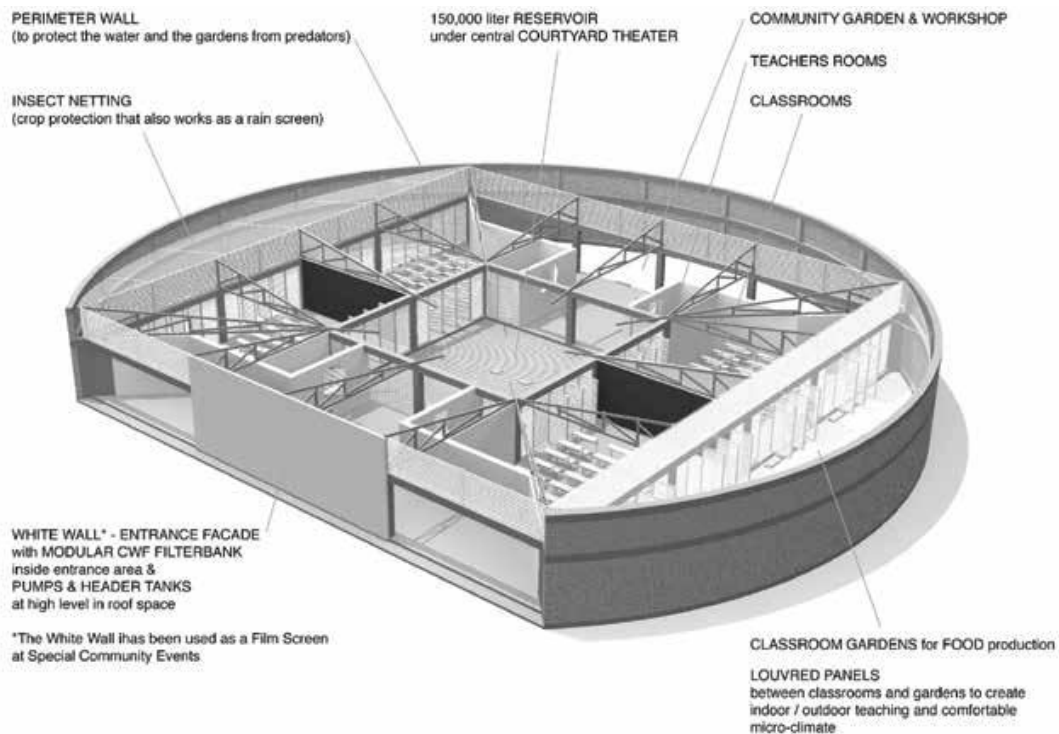 PERIMETER WALL
(to protect the water and the gardens from predators)
INSECT NETTING
(crop protection that also works as a rain screen)
150,000 liter RESERVOIR
under central COURTYARD THEATER
COMMUNITY GARDEN & WORKSHOP
TEACHERS ROOMS
CLASSROOMS
WHITE WALL* - ENTRANCE FACADE
with MODULAR CWF FILTERBANK
inside entrance area &
PUMPS & HEADER TANKS
at high level in roof space
*The White Wall ihas been used as a Film Screen
at Special Community Events
CLASSROOM GARDENS for FOOD production
LOUVRED PANELS
between classrooms and gardens to create
indoor / outdoor teaching and comfortable
micro-climate